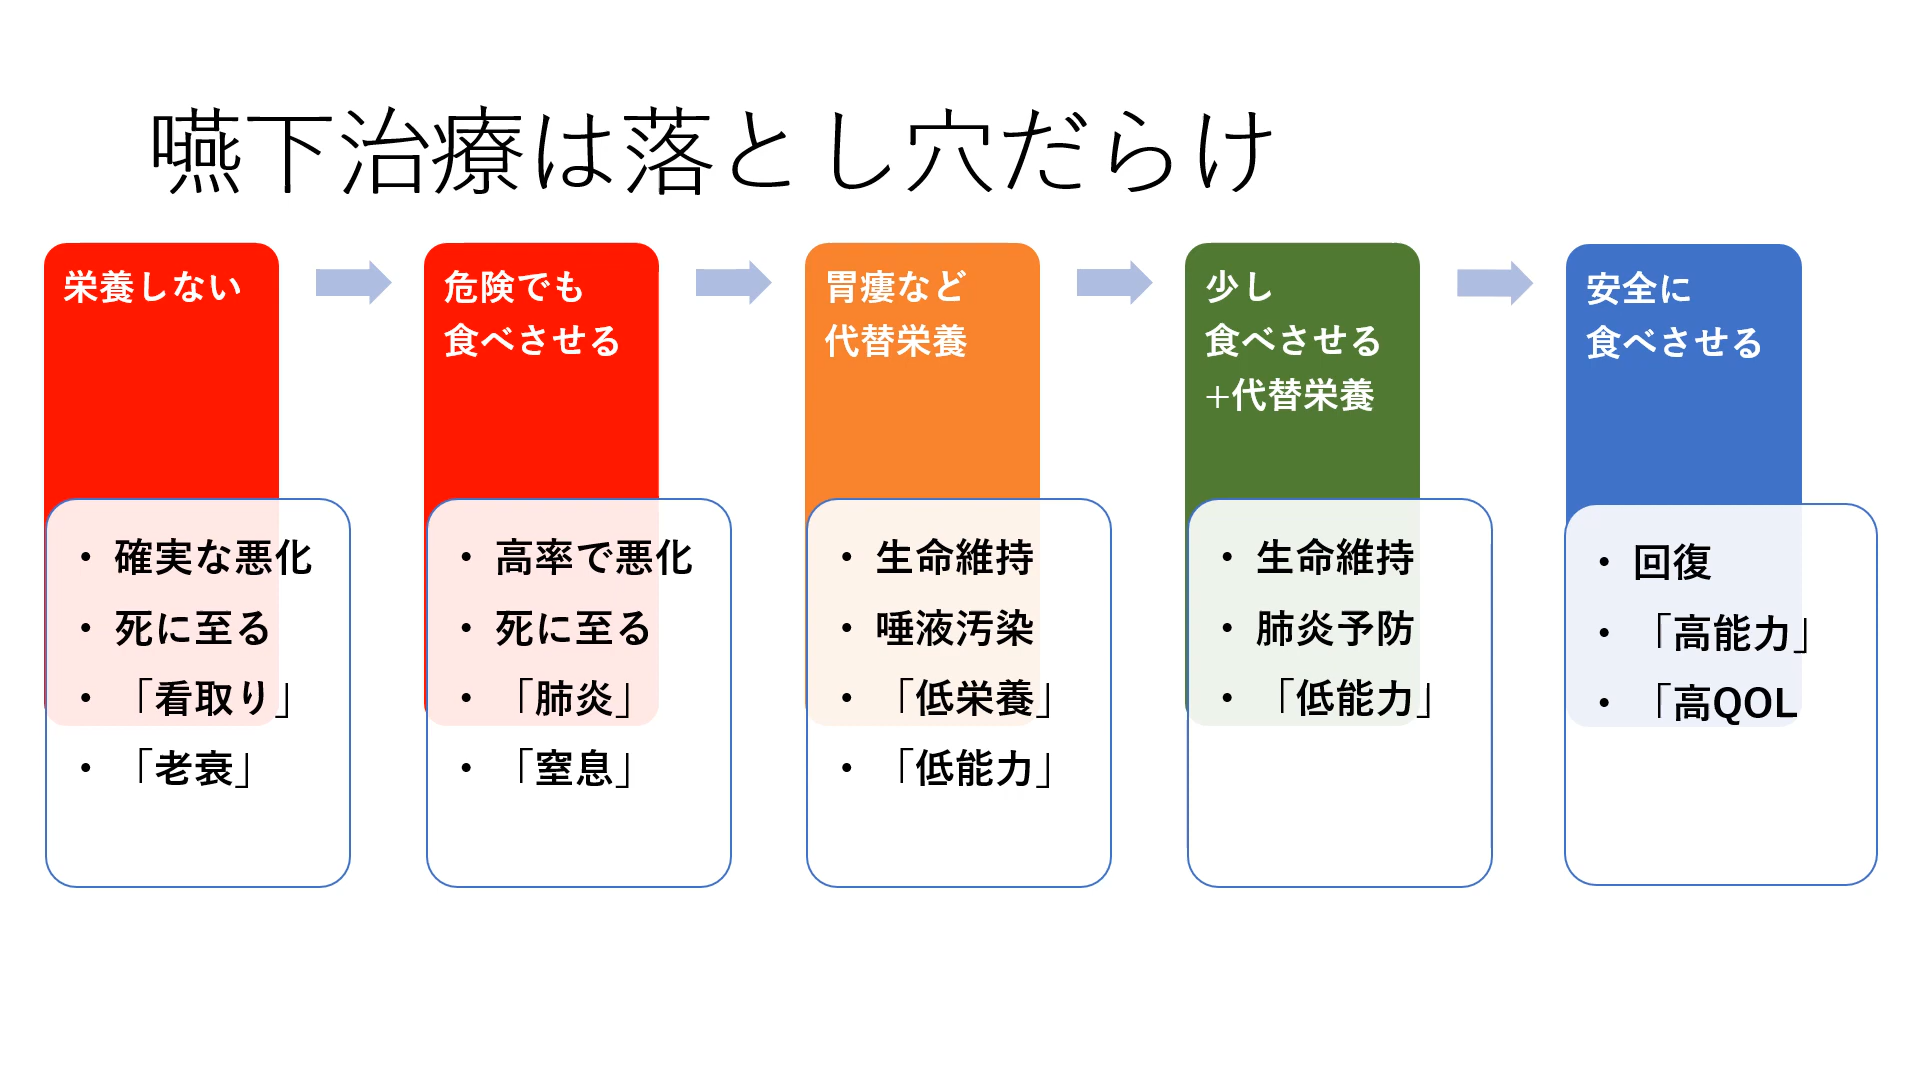 嚥下治療は落とし穴だらけ
栄養しない
・確実な悪化
・死に至る
・「看取り」
・「老衰」
危険でも
食べさせる
・高率で悪化
・死に至る
・「肺炎」
・「窒息」
胃瘻など
代替栄養
・生命維持
・唾液汚染
・「低栄養」
・「低能力」
少し
食べさせる
+代替栄養
・生命維持
・肺炎予防
・「低能力」
安全に
食べさせる
・回復
・「高能力」
・「高QOL